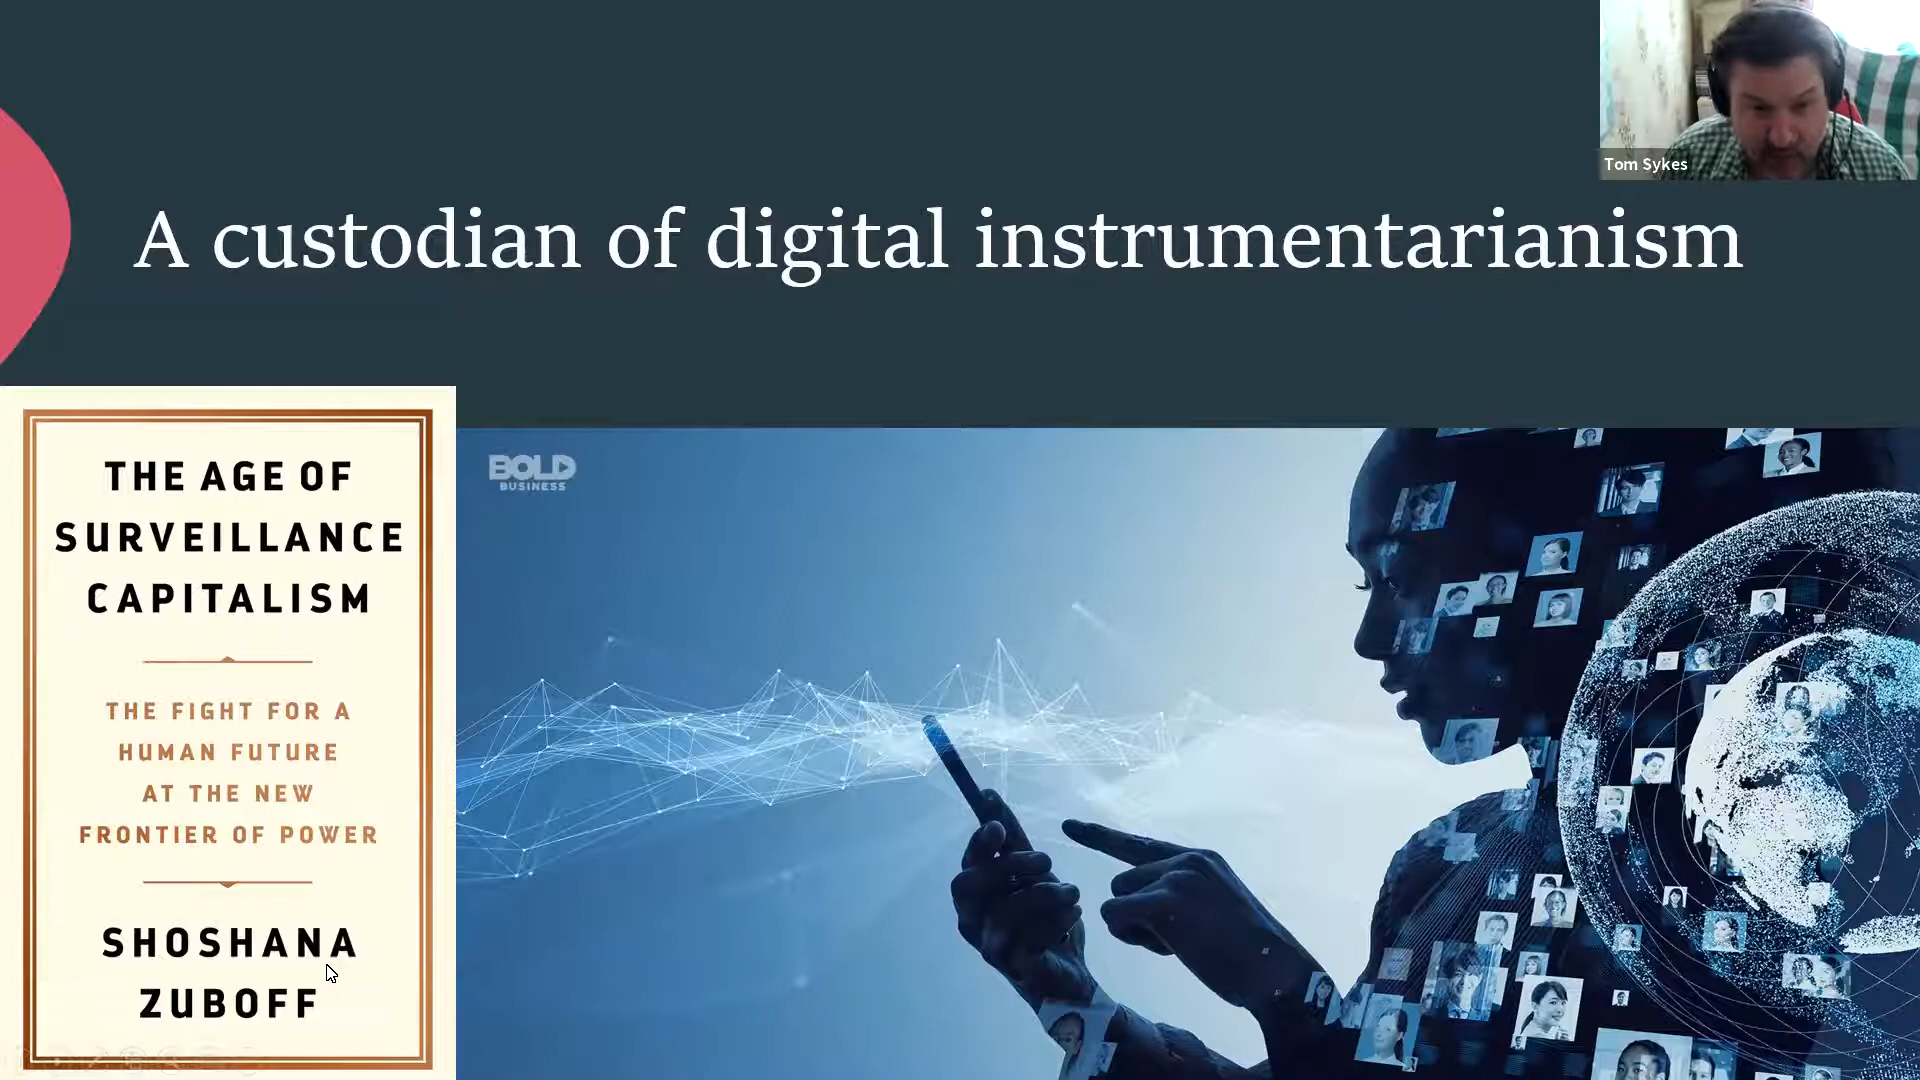 Tom Sykes
A custodian of digital instrumentarianism
THE AGE OF
SURVEILLANCE
CAPITALISM
THE FIGHT FOR A
HUMAN FUTURE
AT THE NEW
FRONTIER OF POWER
SHOSHANA
ZUBOFF
BOLD
BUSINESS